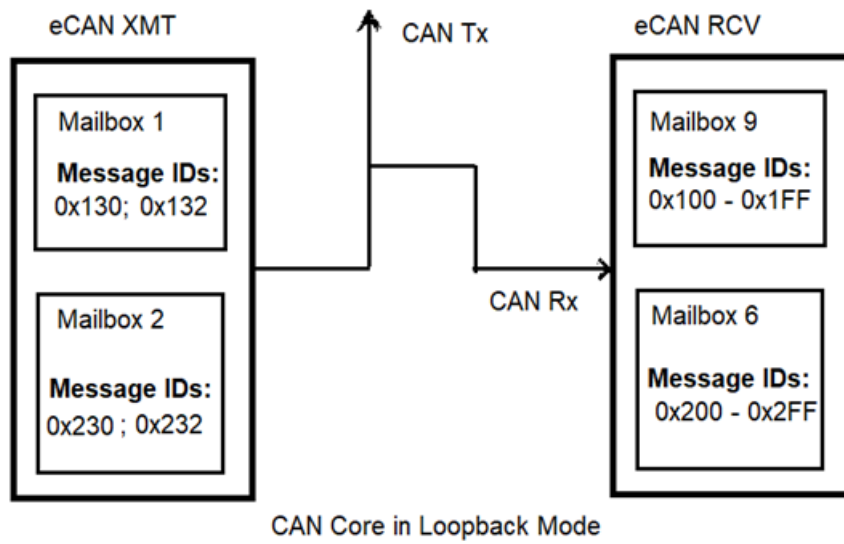 eCAN XMT
Mailbox 1
Message IDs:
0x130; 0x132
Mailbox 2
Message IDs:
0x230 ; 0x232
CAN Tx
CAN Rx
eCAN RCV
Mailbox 9
Message IDs:
0x100 - 0x1FF
Mailbox 6
Message IDs:
0x200 - 0x2FF
CAN Core in Loopback Mode